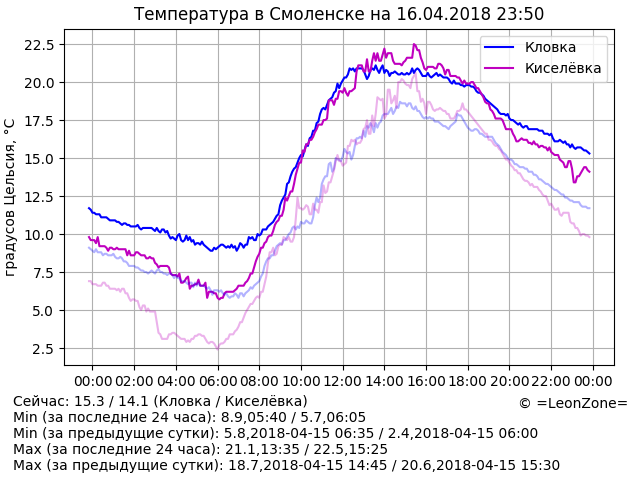 Температура в Смоленске на 16.04.2018 23:50
градусов Цельсия, °C
22.5
20.0
17.5
15.0
12.5
10.0
7.5
5.0
2.5
Кловка
Киселёвка
00:00 02:00 04:00 06:00 08:00 10:00 12:00 14:00 16:00 18:00 20:00 22:00 00:00
Сейчас: 15.3 / 14.1 (Кловка / Киселёвка)
© =LeonZone=
Min (за последние 24 часа): 8.9,05:40 / 5.7,06:05
Min (за предыдущие сутки): 5.8,2018-04-15 06:35 / 2.4,2018-04-15 06:00
Max (за последние 24 часа): 21.1,13:35 / 22.5,15:25
Max (за предыдущие сутки): 18.7,2018-04-15 14:45 / 20.6,2018-04-15 15:30